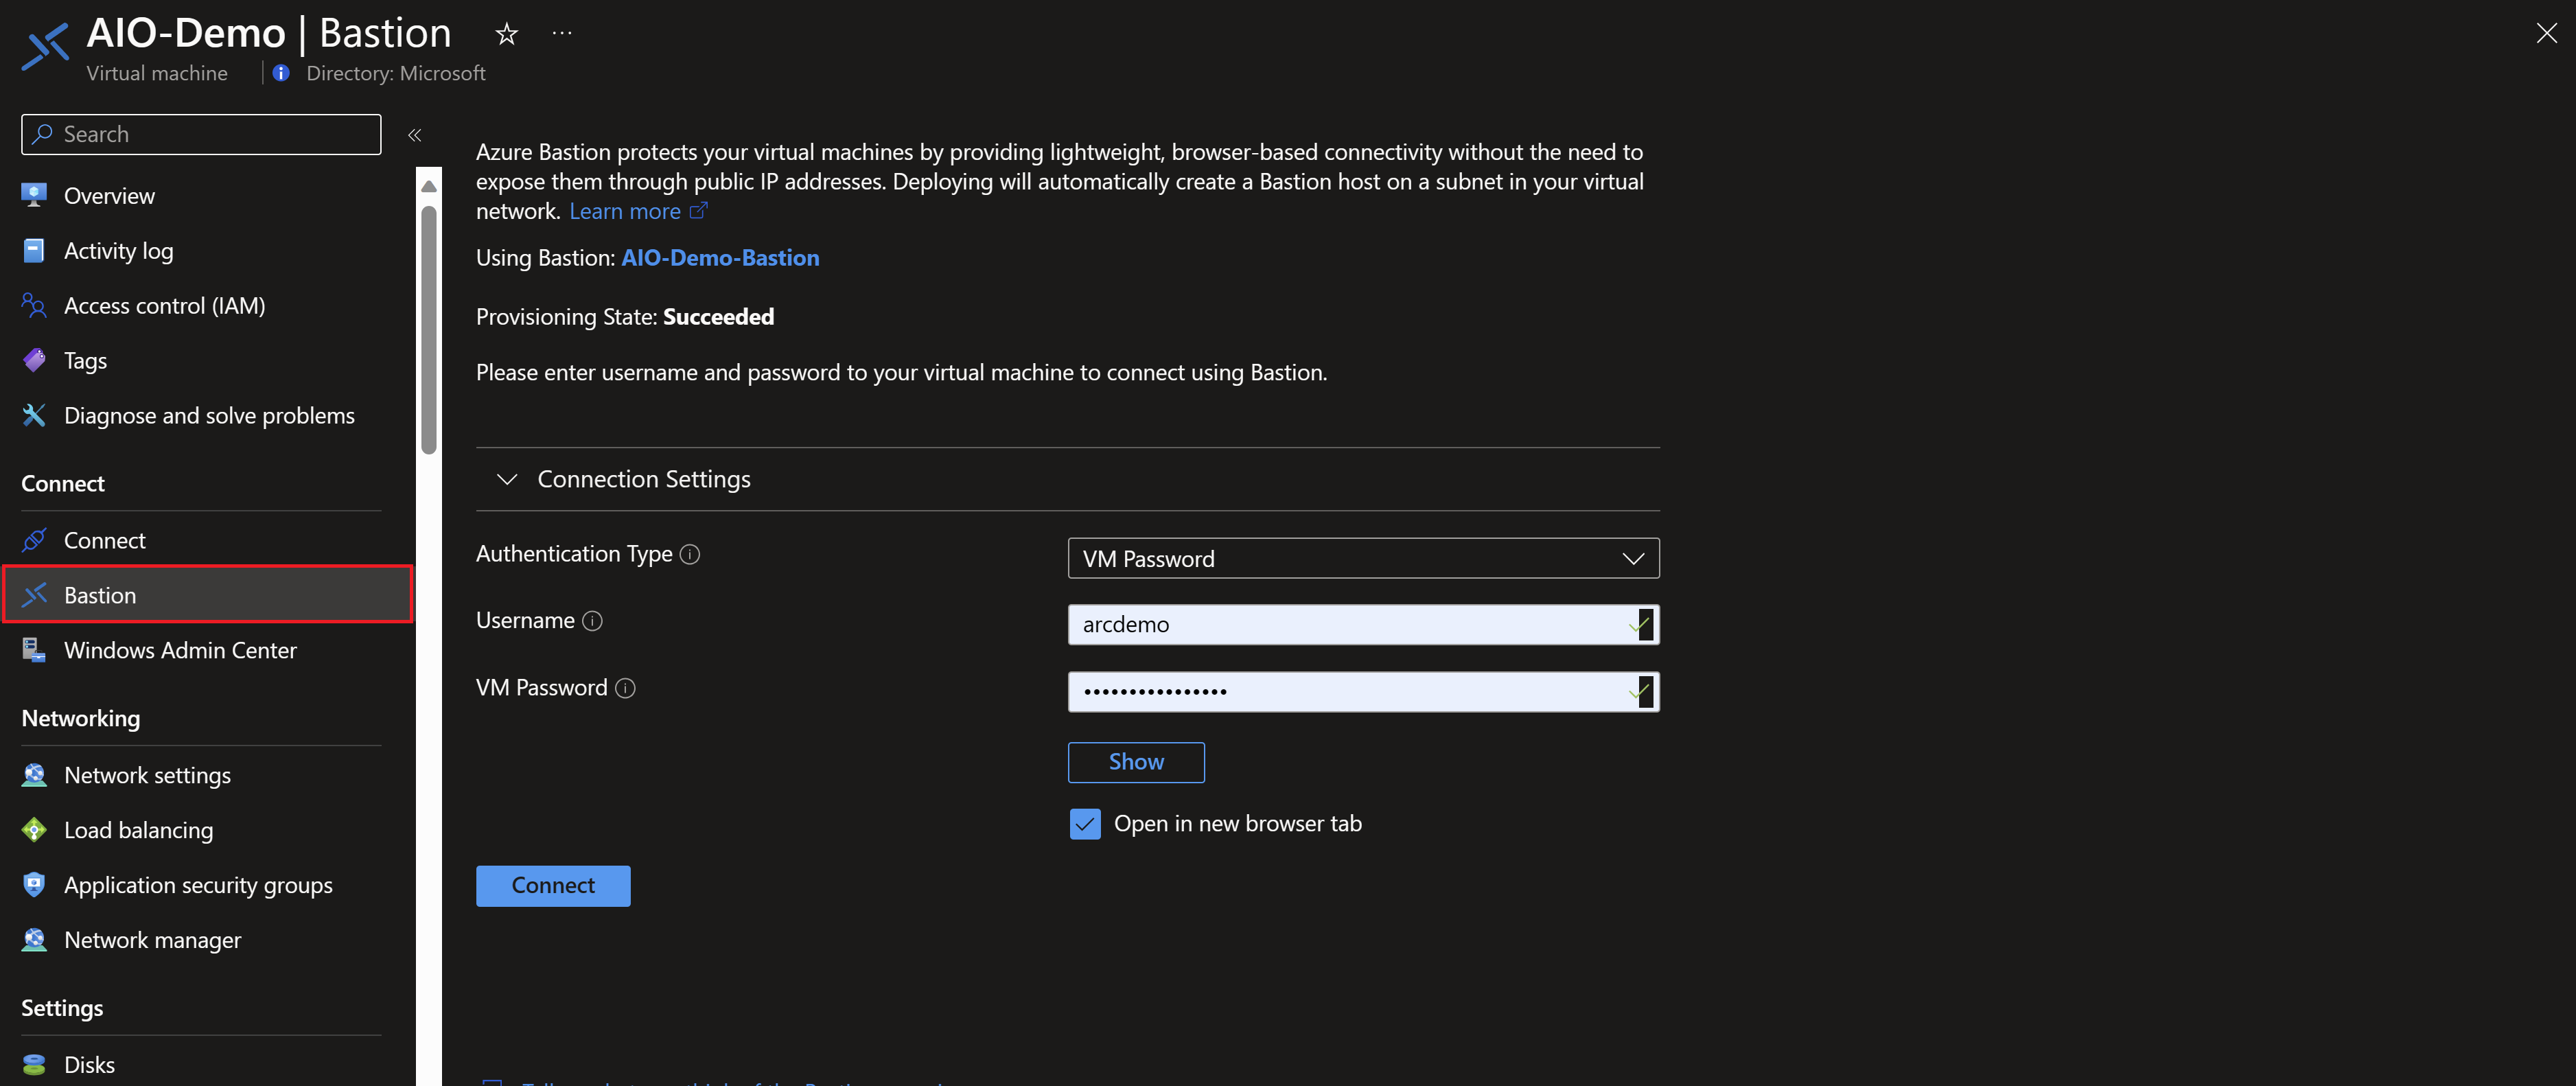 AIO-Demo | Bastion
Virtual machine
Directory: Microsoft
Search
Overview
Activity log
Access control (IAM)
Tags
Diagnose and solve problems
Connect
Connect
Bastion
Windows Admin Center
Networking
Network settings
Load balancing
Application security groups
Network manager
Settings
Disks
Azure Bastion protects your virtual machines by providing lightweight, browser-based connectivity without the need to
expose them through public IP addresses. Deploying will automatically create a Bastion host on a subnet in your virtual
network. Learn more
Using Bastion: AIO-Demo-Bastion
Provisioning State: Succeeded
Please enter username and password to your virtual machine to connect using Bastion.
Connection Settings
Authentication Type
VM Password
Username
arcdemo
VM Password
••••••••••••••••
Show
Open in new browser tab
Connect